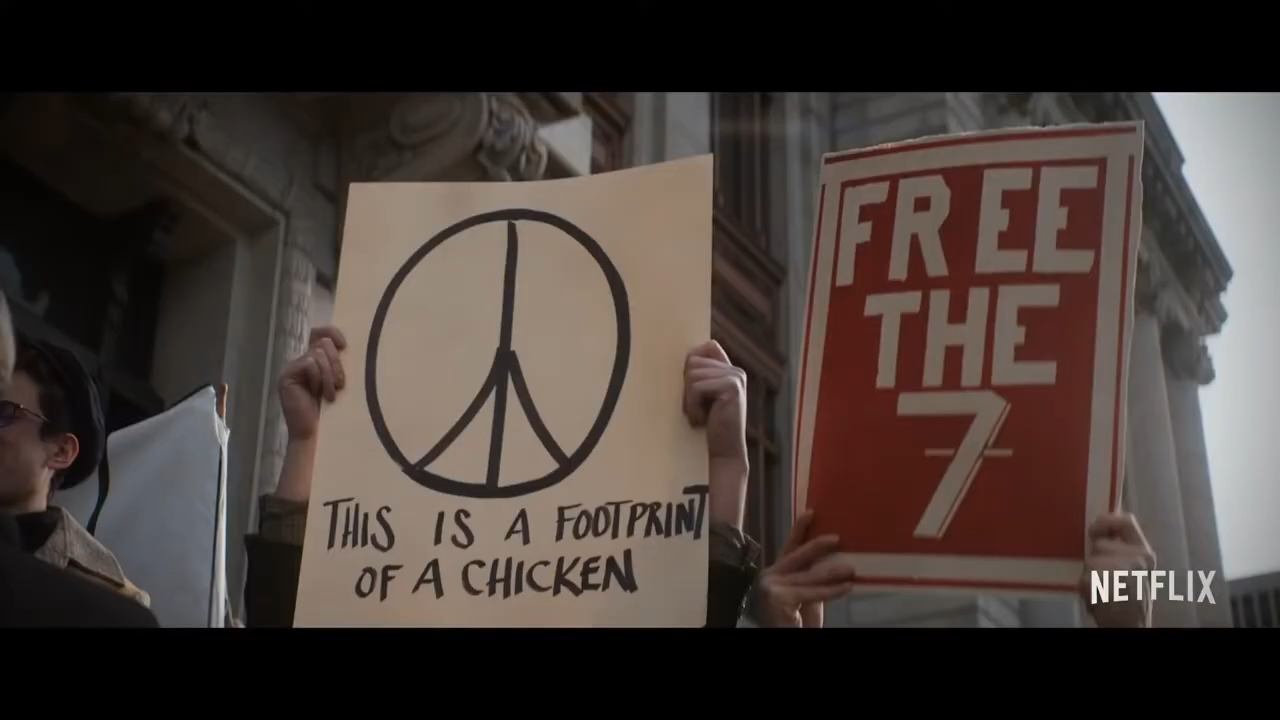 THIS IS A FOOTPRINT
OF A CHICKEN
FREE
THE
7
NETFLIX